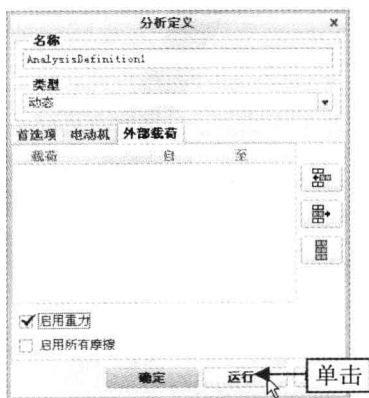 分析定义 x
名称
AnalysisDefinition1
类型
动态
首选项 电动机 外部载荷
载荷 自 至
启用重力
启用所有摩擦
确定 运行 单击